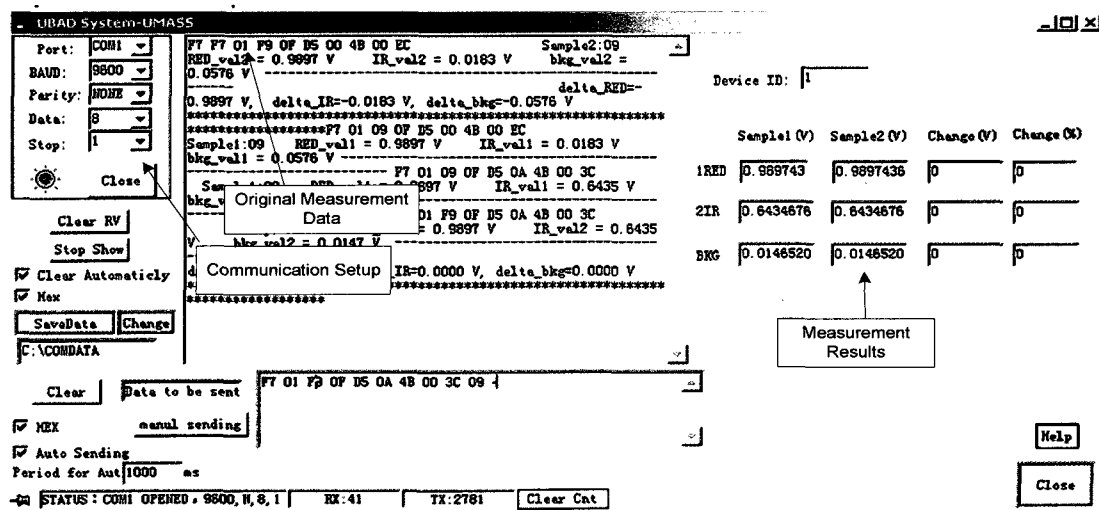 UBAD System-UMASS
Port: COM1
BAUD: 9600
Parity: NONE
Data: 8
Stop: 1
Close
Clear RV
Stop Show
Clear Automaticly
Hex
SaveData Change
C:\COMDATA
F7 F7 01 F9 0F D5 00 4B 00 EC Sample2:09
RED_val2 = 0.9897 V IR_val2 = 0.0183 V bkg_val2 =
0.0576 V --------------------
------ delta_RED=-
0.9897 V, delta_IR=-0.0183 V, delta_bkg=-0.0576 V
******************F7 01 09 0F D5 00 4B 00 EC
Sample1:09 RED_val1 = 0.9897 V IR_val1 = 0.0183 V
bkg_val1 = 0.0576 V --------------------
F7 01 09 0F D5 0A 4B 00 3C
IR_val1 = 0.6435 V
Original Measurement
Data
01 F9 0F D5 0A 4B 00 3C
= 0.9897 V IR_val2 = 0.6435
V bkg_val2 = 0.0147 V
Communication Setup
_IR=0.0000 V, delta_bkg=0.0000 V
******************
Device ID: 1
Sample1(V) Sample2(V) Change(V) Change(%)
1RED 0.989743 0.9897436 0 0
2IR 0.6434676 0.6434676 0 0
BKG 0.0146520 0.0146520 0 0
Measurement
Results
Clear Data to be sent
F7 01 F9 0F D5 0A 4B 00 3C 09
HEX manul sending
Auto Sending
Period for Aut 1000 ms
STATUS: COM1 OPENED, 9600, N, 8, 1 RX:41 TX:2781 Clear Cnt
Help
Close